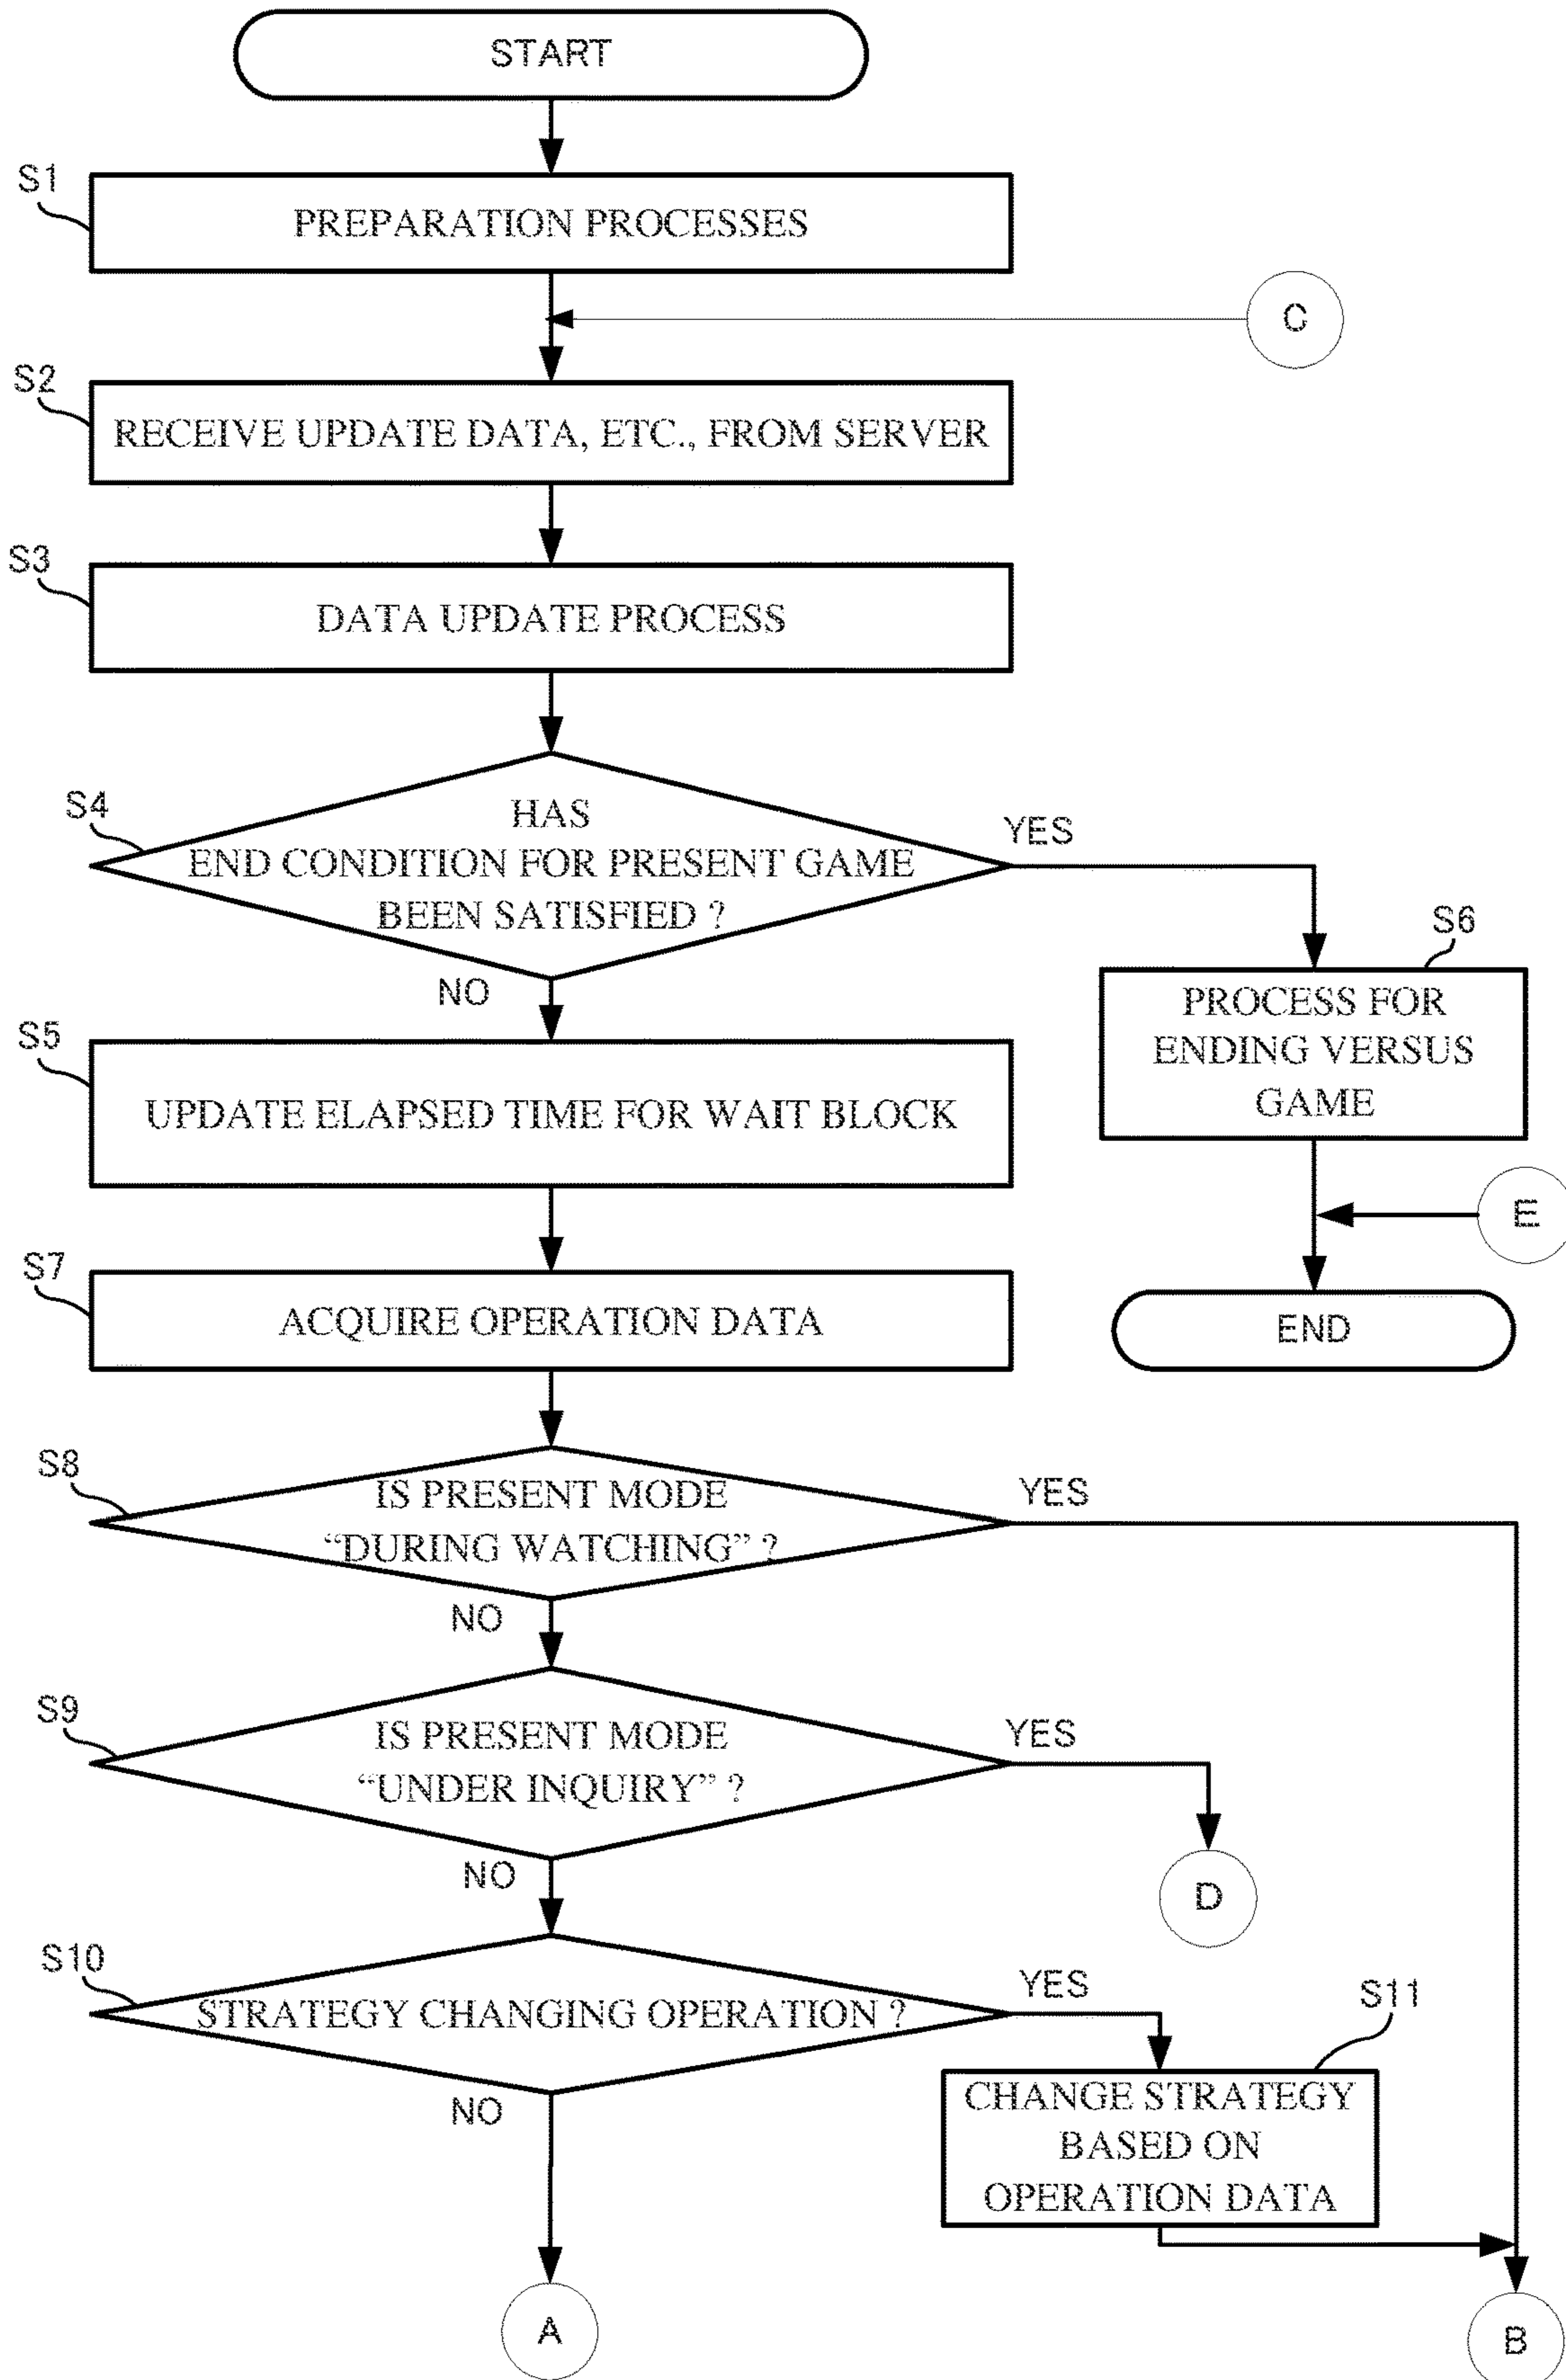 START
S1
PREPARATION PROCESSES
C
S2
RECEIVE UPDATE DATA, ETC., FROM SERVER
S3
DATA UPDATE PROCESS
S4
HAS
END CONDITION FOR PRESENT GAME
BEEN SATISFIED ?
YES
NO
S6
PROCESS FOR
ENDING VERSUS
GAME
S5
UPDATE ELAPSED TIME FOR WAIT BLOCK
E
S7
ACQUIRE OPERATION DATA
END
S8
IS PRESENT MODE
“DURING WATCHING” ?
YES
NO
S9
IS PRESENT MODE
“UNDER INQUIRY” ?
YES
NO
D
S10
STRATEGY CHANGING OPERATION ?
YES
NO
S11
CHANGE STRATEGY
BASED ON
OPERATION DATA
A
B